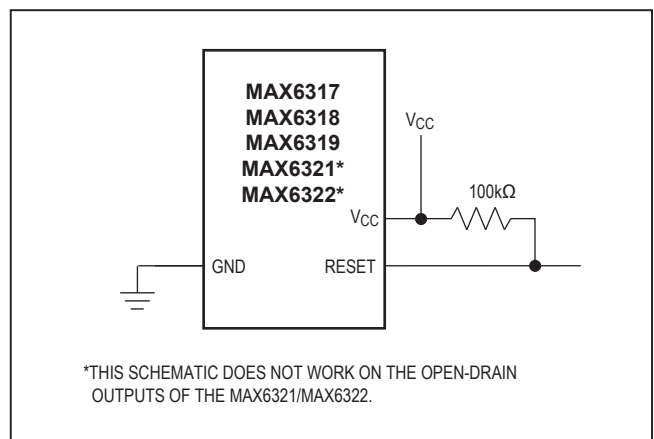 MAX6317
MAX6318
MAX6319
MAX6321*
MAX6322*
VCC
100kΩ
VCC
GND
RESET
*THIS SCHEMATIC DOES NOT WORK ON THE OPEN-DRAIN
OUTPUTS OF THE MAX6321/MAX6322.